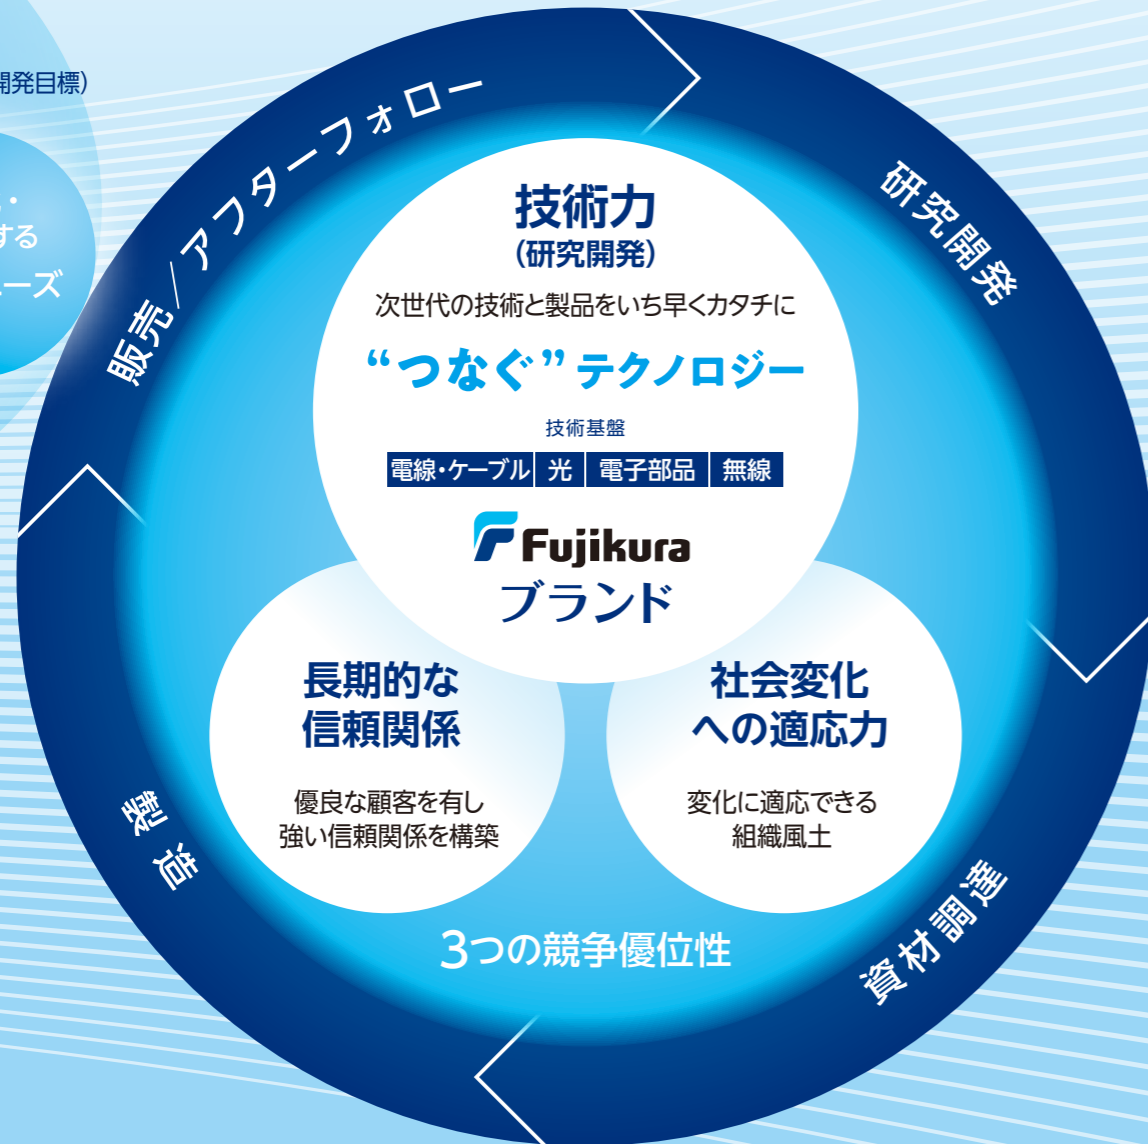 開発目標)
する
ーズ
販売/アフターフォロー
研究開発
技術力
(研究開発)
次世代の技術と製品をいち早くカタチに
“つなぐ”テクノロジー
技術基盤
電線・ケーブル 光 電子部品 無線
Fujikura
ブランド
長期的な
信頼関係
優良な顧客を有し
強い信頼関係を構築
社会変化
への適応力
変化に適応できる
組織風土
製造
資材調達
3つの競争優位性